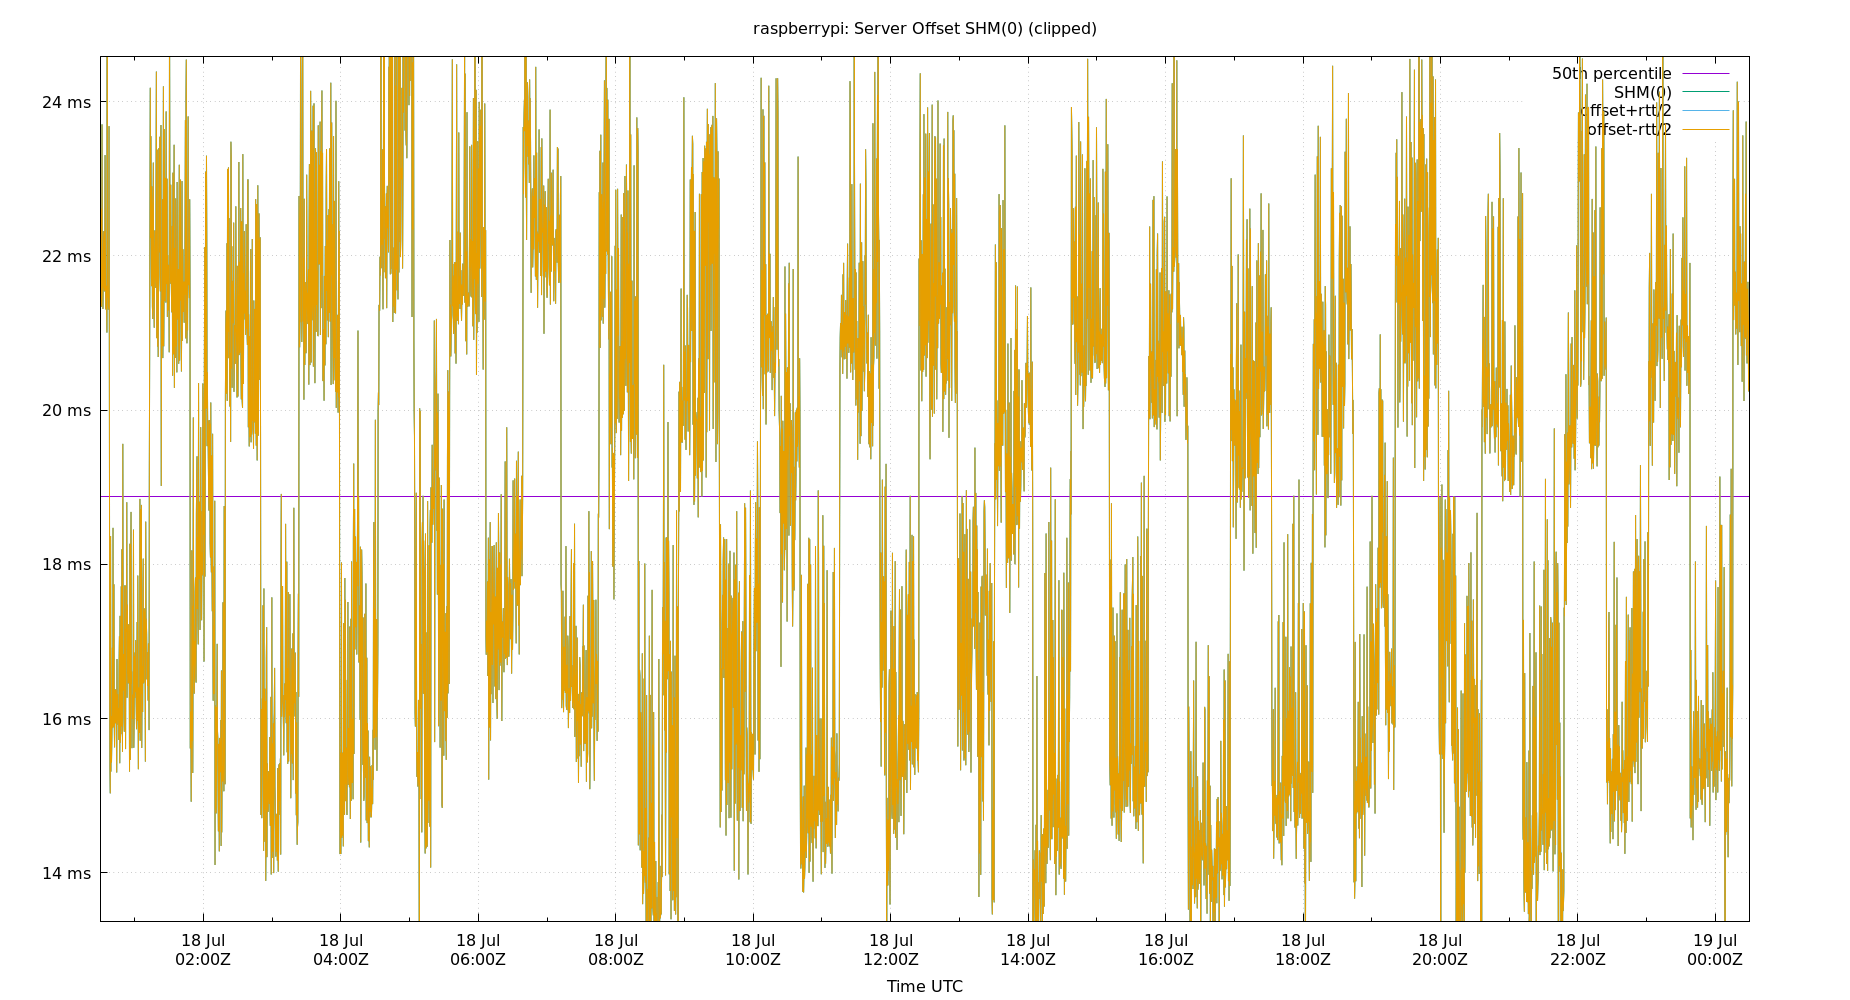 raspberrypi: Server Offset SHM(0) (clipped)
50th percentile
SHM(0)
offset+rtt/2
offset-rtt/2
24 ms
22 ms
20 ms
18 ms
16 ms
14 ms
18 Jul 18 Jul 18 Jul 18 Jul 18 Jul 18 Jul 18 Jul 18 Jul 18 Jul 18 Jul 18 Jul 19 Jul
02:00Z 04:00Z 06:00Z 08:00Z 10:00Z 12:00Z 14:00Z 16:00Z 18:00Z 20:00Z 22:00Z 00:00Z
Time UTC